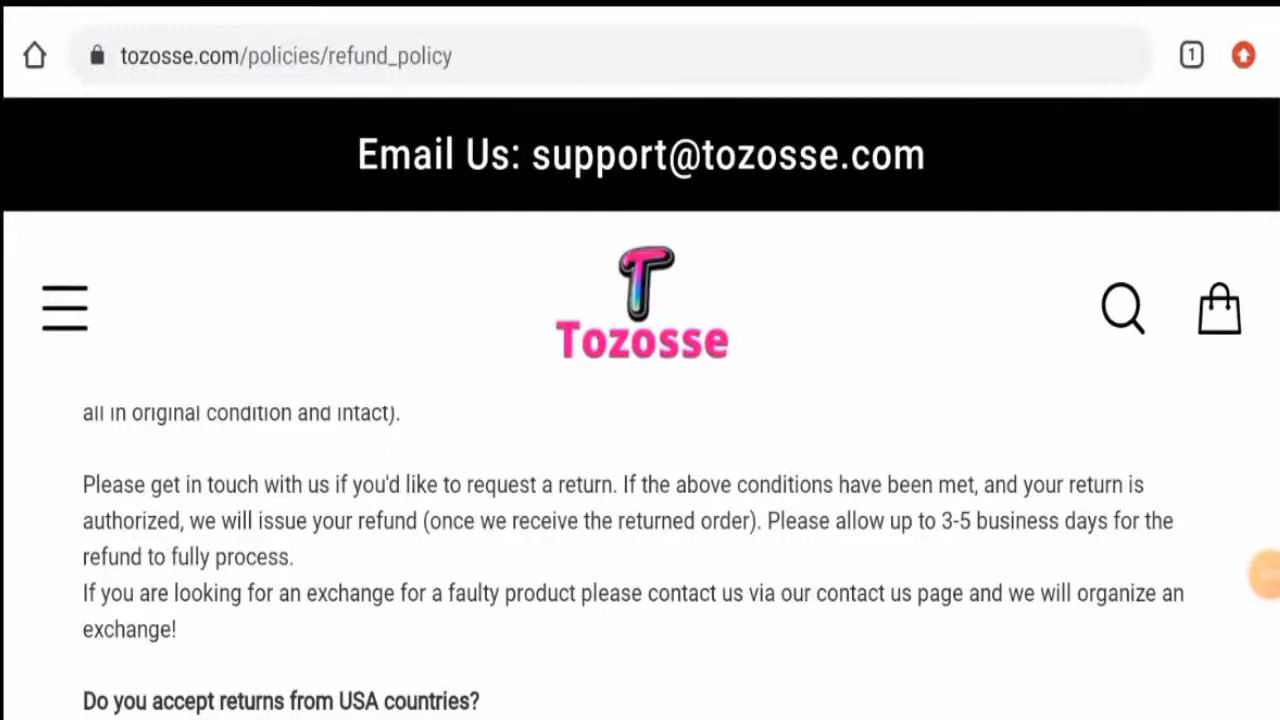 tozosse.com/policies/refund_policy
1
Email Us: support@tozosse.com
T
Tozosse
all in original condition and intact).
Please get in touch with us if you'd like to request a return. If the above conditions have been met, and your return is
authorized, we will issue your refund (once we receive the returned order). Please allow up to 3-5 business days for the
refund to fully process.
If you are looking for an exchange for a faulty product please contact us via our contact us page and we will organize an
exchange!
Do you accept returns from USA countries?